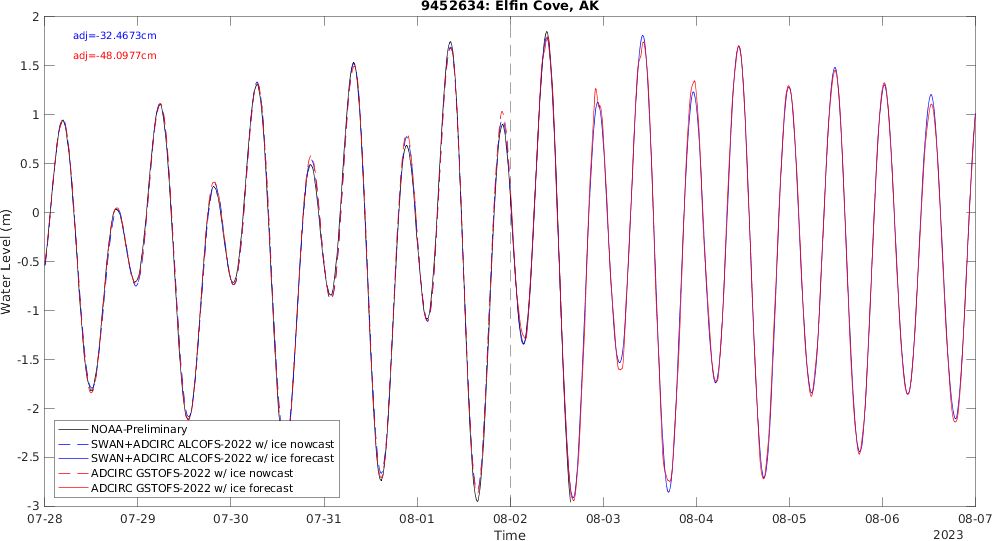 9452634: Elfin Cove, AK
adj=-32.4673cm
adj=-48.0977cm
Water Level (m)
2
1.5
1
0.5
0
-0.5
-1
-1.5
-2
-2.5
-3
NOAA-Preliminary
SWAN+ADCIRC ALCOFS-2022 w/ ice nowcast
SWAN+ADCIRC ALCOFS-2022 w/ ice forecast
ADCIRC GSTOFS-2022 w/ ice nowcast
ADCIRC GSTOFS-2022 w/ ice forecast
07-28 07-29 07-30 07-31 08-01 08-02 08-03 08-04 08-05 08-06 08-07
Time
2023